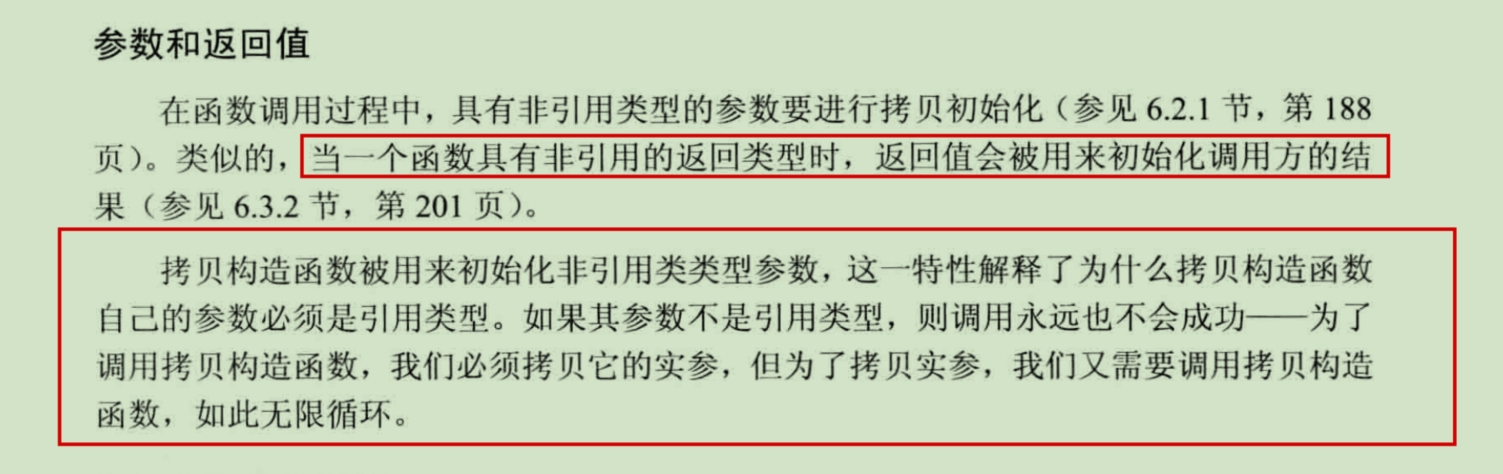 参数和返回值
在函数调用过程中，具有非引用类型的参数要进行拷贝初始化（参见 6.2.1 节，第 188
页）。类似的，当一个函数具有非引用的返回类型时，返回值会被用来初始化调用方的结
果（参见 6.3.2 节，第 201 页）。
拷贝构造函数被用来初始化非引用类类型参数，这一特性解释了为什么拷贝构造函数
自己的参数必须是引用类型。如果其参数不是引用类型，则调用永远也不会成功——为了
调用拷贝构造函数，我们必须拷贝它的实参，但为了拷贝实参，我们又需要调用拷贝构造
函数，如此无限循环。